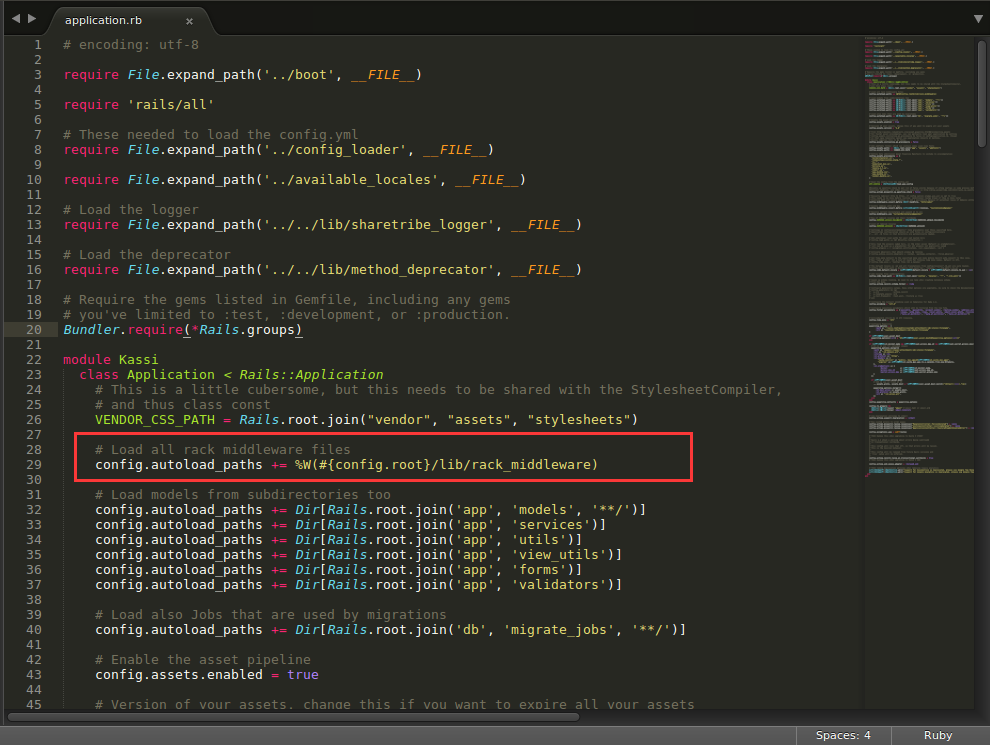 application.rb ×
1 # encoding: utf-8
2
3 require File.expand_path('../boot', __FILE__)
4
5 require 'rails/all'
6
7 # These needed to load the config.yml
8 require File.expand_path('../config_loader', __FILE__)
9
10 require File.expand_path('../available_locales', __FILE__)
11
12 # Load the logger
13 require File.expand_path('../../lib/sharetribe_logger', __FILE__)
14
15 # Load the deprecator
16 require File.expand_path('../../lib/method_deprecator', __FILE__)
17
18 # Require the gems listed in Gemfile, including any gems
19 # you've limited to :test, :development, or :production.
20 Bundler.require(*Rails.groups)
21
22 module Kassi
23 class Application < Rails::Application
24 # This is a little cubersome, but this needs to be shared with the StylesheetCompiler,
25 # and thus class const
26 VENDOR_CSS_PATH = Rails.root.join("vendor", "assets", "stylesheets")
27
28 # Load all rack middleware files
29 config.autoload_paths += %W(#{config.root}/lib/rack_middleware)
30
31 # Load models from subdirectories too
32 config.autoload_paths += Dir[Rails.root.join('app', 'models', '**/')]
33 config.autoload_paths += Dir[Rails.root.join('app', 'services')]
34 config.autoload_paths += Dir[Rails.root.join('app', 'utils')]
35 config.autoload_paths += Dir[Rails.root.join('app', 'view_utils')]
36 config.autoload_paths += Dir[Rails.root.join('app', 'forms')]
37 config.autoload_paths += Dir[Rails.root.join('app', 'validators')]
38
39 # Load also Jobs that are used by migrations
40 config.autoload_paths += Dir[Rails.root.join('db', 'migrate_jobs', '**/')]
41
42 # Enable the asset pipeline
43 config.assets.enabled = true
44
45 # Version of your assets, change this if you want to expire all your assets
Spaces: 4 Ruby